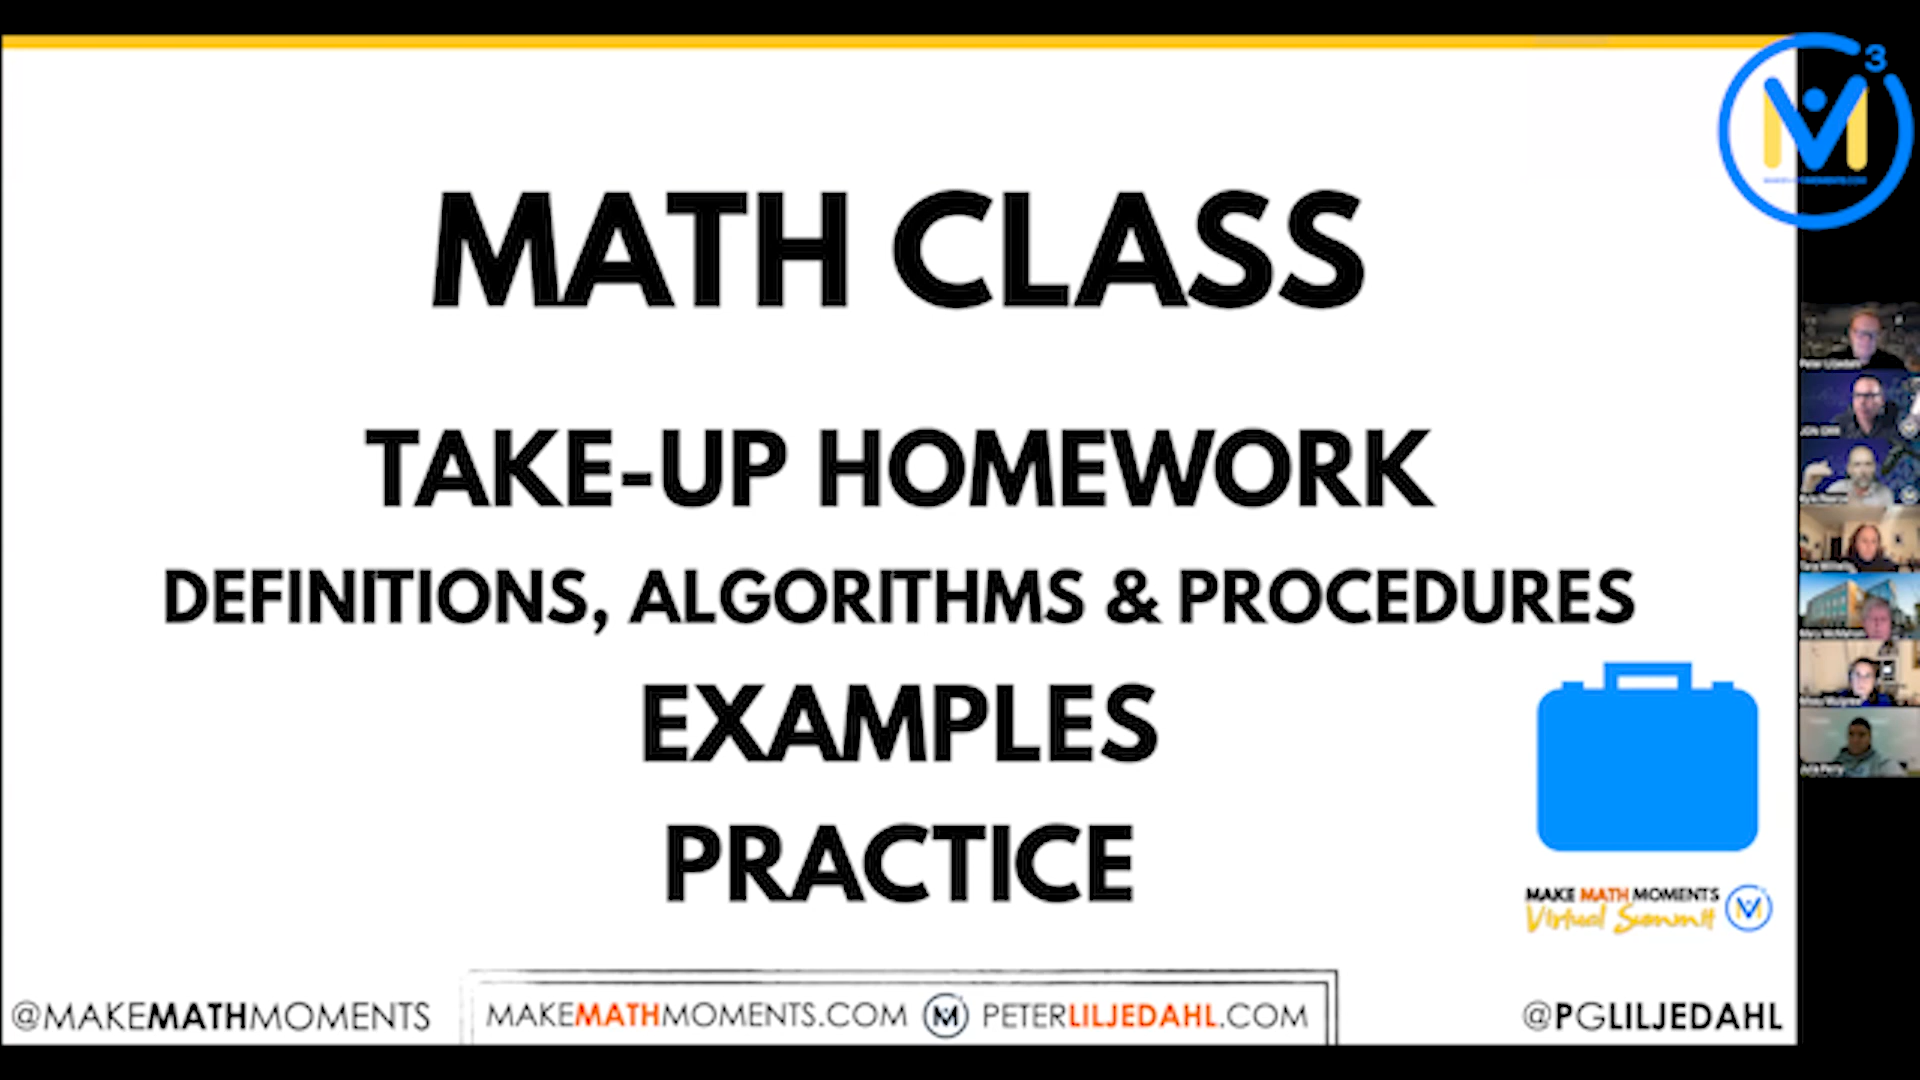 3
MATH CLASS
TAKE-UP HOMEWORK
DEFINITIONS, ALGORITHMS & PROCEDURES
EXAMPLES
PRACTICE
MAKE MATH MOMENTS
Virtual Summit
@MAKEMATHMOMENTS
MAKEMATHMOMENTS.COM
PETERLILJEDAHL.COM
@PGLILJEDAHL